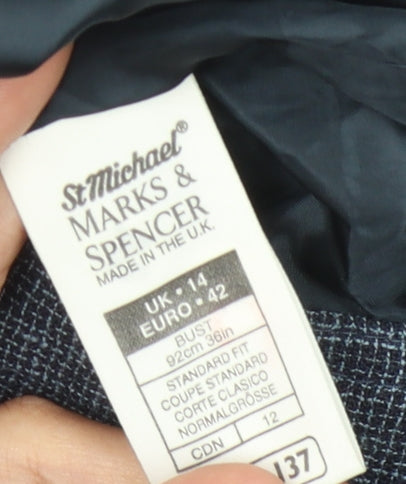 St Michael®
MARKS &
SPENCER
MADE IN THE U.K.
UK • 14
EURO • 42
BUST
92cm 36in
STANDARD FIT
COUPE STANDARD
CORTE CLASICO
NORMALGRÖSSE
CDN 12
137